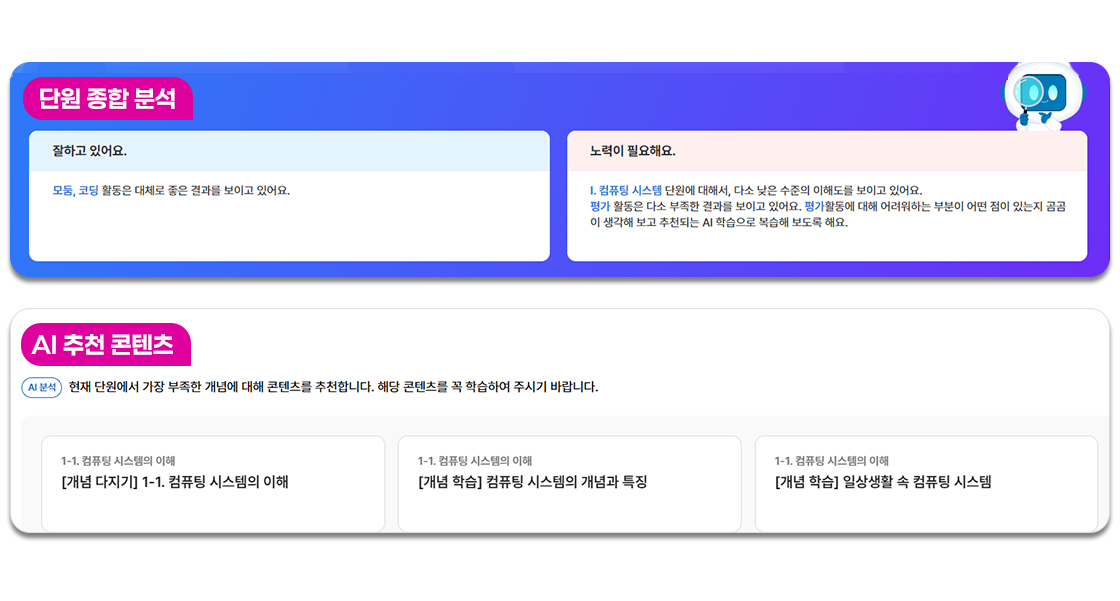 단원 종합 분석
잘하고 있어요.
모둠, 코딩 활동은 대체로 좋은 결과를 보이고 있어요.
노력이 필요해요.
I. 컴퓨팅 시스템 단원에 대해서, 다소 낮은 수준의 이해도를 보이고 있어요.
평가 활동은 다소 부족한 결과를 보이고 있어요. 평가활동에 대해 어려워하는 부분이 어떤 점이 있는지 곰곰
이 생각해 보고 추천되는 AI 학습으로 복습해 보도록 해요.
AI 추천 콘텐츠
AI 분석 현재 단원에서 가장 부족한 개념에 대해 콘텐츠를 추천합니다. 해당 콘텐츠를 꼭 학습하여 주시기 바랍니다.
1-1. 컴퓨팅 시스템의 이해
[개념 다지기] 1-1. 컴퓨팅 시스템의 이해
1-1. 컴퓨팅 시스템의 이해
[개념 학습] 컴퓨팅 시스템의 개념과 특징
1-1. 컴퓨팅 시스템의 이해
[개념 학습] 일상생활 속 컴퓨팅 시스템